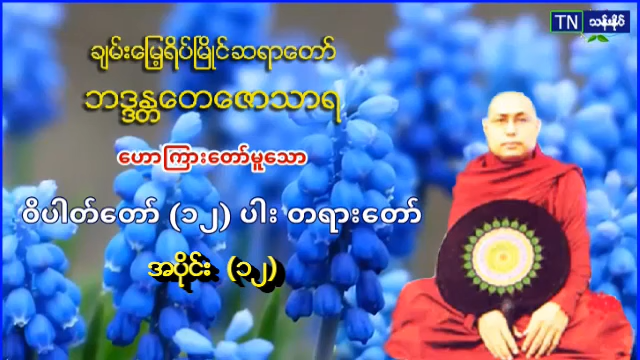 TN သန်းနိုင်
ချမ်းမြေ့ရိပ်မြိုင်ဆရာတော်
ဘဒ္ဒန္တတေဇောသာရ
ဟောကြားတော်မူသော
ဝိပါတ်တော် (၁၂) ပါး တရားတော်
အပိုင်း (၁၂)